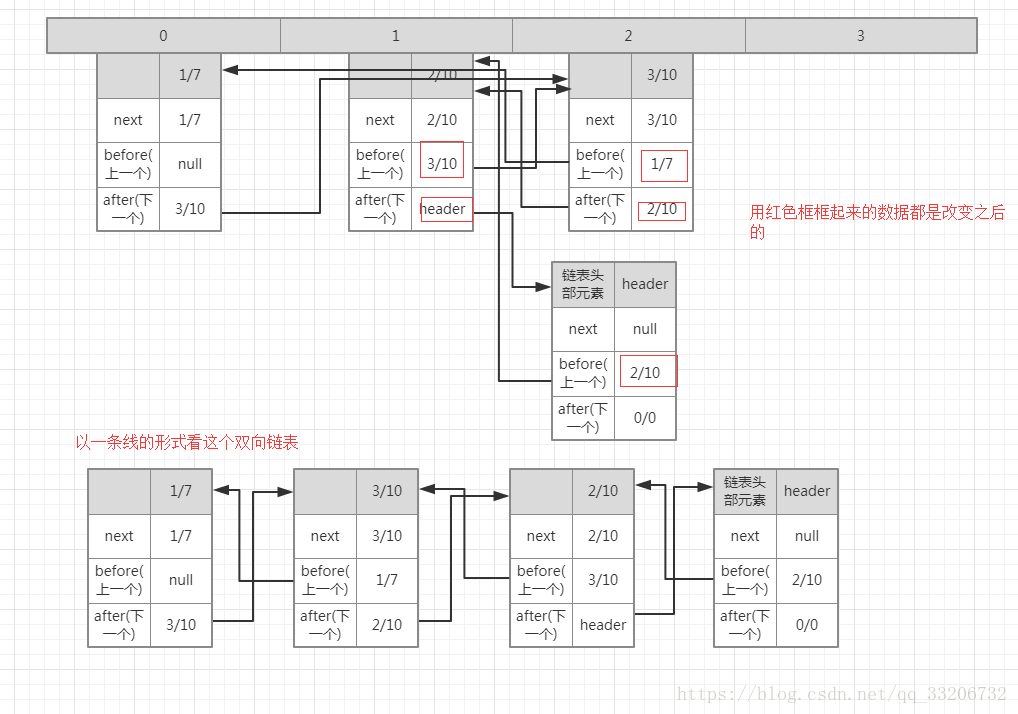 0 1 2 3
1/7 2/10 3/10
next 1/7 next 2/10 next 3/10
before( null before( 3/10 before( 1/7
上一个) 上一个) 上一个)
after(下 3/10 after(下 header after(下 2/10
一个) 一个) 一个)
用红色框框起来的数据都是改变之后
的
链表头 header
部元素
next null
before( 2/10
上一个)
after(下 0/0
一个)
以一条线的形式看这个双向链表
1/7 3/10 2/10 链表头 header
部元素
next 1/7 next 3/10 next 2/10 next null
before( null before( 1/7 before( 3/10 before( 2/10
上一个) 上一个) 上一个) 上一个)
after(下 3/10 after(下 2/10 after(下 header after(下 0/0
一个) 一个) 一个) 一个)
https://blog.csdn.net/qq_33206732